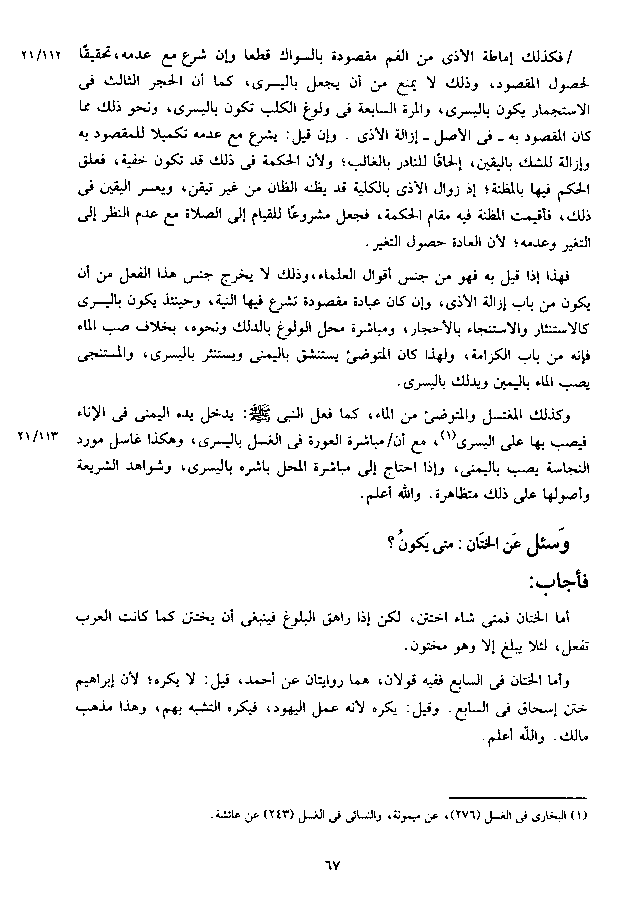 ٢١/١١٢ / فكذلك إماطة الأذى من الفم مقصودة بالسواك قطعا وإن شرع مع عدمه، تحقيقًا
لحصول المقصود، وذلك لا يمنع من أن يجعل باليسرى، كما أن الحجر الثالث فى
الاستجمار يكون باليسرى، والمرة السابعة فى ولوغ الكلب تكون باليسرى، ونحو ذلك مما
كان المقصود به ـ فى الأصل ـ إزالة الأذى . وإن قيل: يشرع مع عدمه تكميلا للمقصود به
وإزالة للشك باليقين، إلحاقًا للنادر بالغالب؛ ولأن الحكمة فى ذلك قد تكون خفية، فعلق
الحكم فيها بالمظنة؛ إذ زوال الأذى بالكلية قد يظنه الظان من غير تيقن، ويعسر اليقين فى
ذلك، فأقيمت المظنة فيه مقام الحكمة، فجعل مشروعًا للقيام إلى الصلاة مع عدم النظر إلى
التغير وعدمه؛ لأن العادة حصول التغير.
فهذا إذا قيل به فهو من جنس أقوال العلماء، وذلك لا يخرج جنس هذا الفعل من أن
يكون من باب إزالة الأذى، وإن كان عبادة مقصودة تشرع فيها النية، وحينئذ يكون باليسرى
كالاستنثار والاستنجاء بالأحجار، ومباشرة محل الولوغ بالدلك ونحوه، بخلاف صب الماء
فإنه من باب الكرامة، ولهذا كان المتوضئ يستنشق باليمنى ويستنثر باليسرى، والمستنجى
يصب الماء باليمين ويدلك باليسرى.
وكذلك المغتسل والمتوضئ من الماء، كما فعل النبى ﷺ: يدخل يده اليمنى فى الإناء
٢١/١١٣ فيصب بها على اليسرى(١)، مع أن/ مباشرة العورة فى الغسل باليسرى، وهكذا غاسل مورد
النجاسة يصب باليمنى، وإذا احتاج إلى مباشرة المحل باشره باليسرى، وشواهد الشريعة
وأصولها على ذلك متظاهرة. والله أعلم.
وَسئل عَن الختَان : متى يَكونُ؟
فأجاب:
أما الختان فمتى شاء اختتن، لكن إذا راهق البلوغ فينبغى أن يختتن كما كانت العرب
تفعل، لئلا يبلغ إلا وهو مختون.
وأما الختان فى السابع ففيه قولان، هما روايتان عن أحمد، قيل: لا يكره؛ لأن إبراهيم
ختن إسحاق فى السابع. وقيل: يكره لأنه عمل اليهود، فيكره التشبه بهم، وهذا مذهب
مالك. والله أعلم.
(١) البخارى فى الغسل (٢٧٦)، عن ميمونة، والنسائى فى الغسل (٢٤٣) عن عائشة.
٦٧